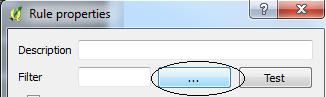 Rule properties
?
Description
Filter ... Test